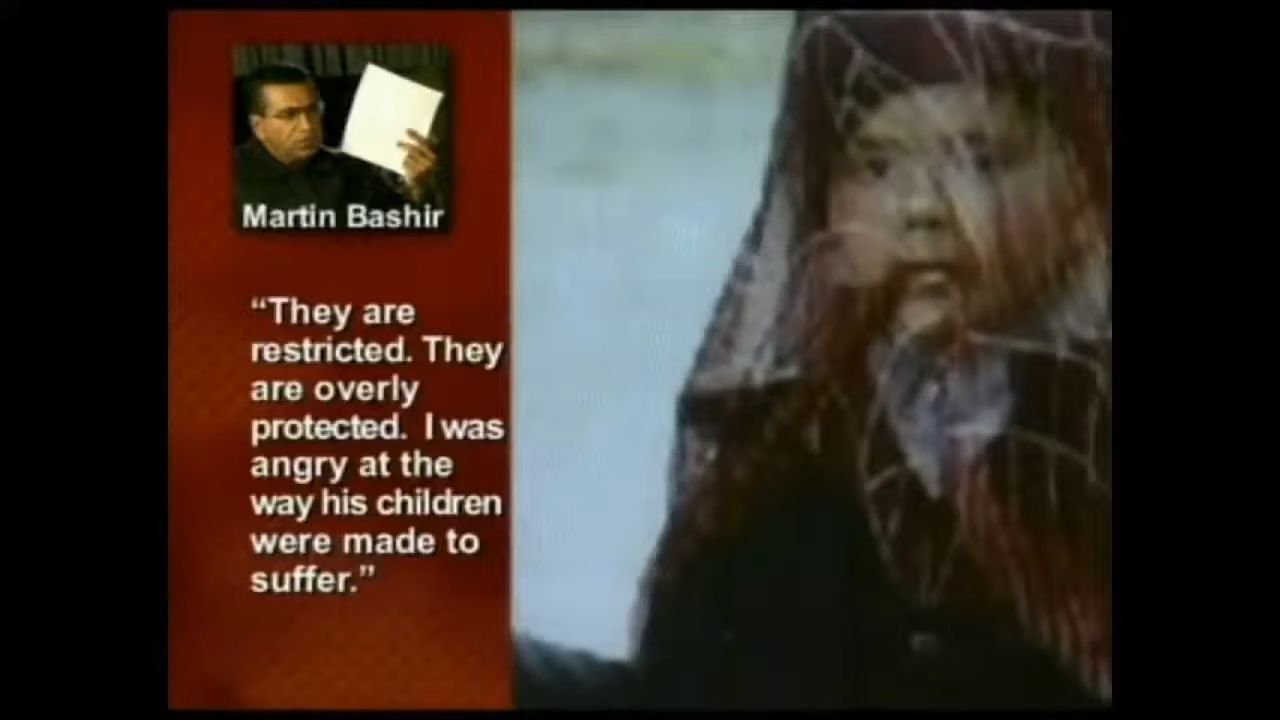 Martin Bashir
“They are
restricted. They
are overly
protected. I was
angry at the
way his children
were made to
suffer.”